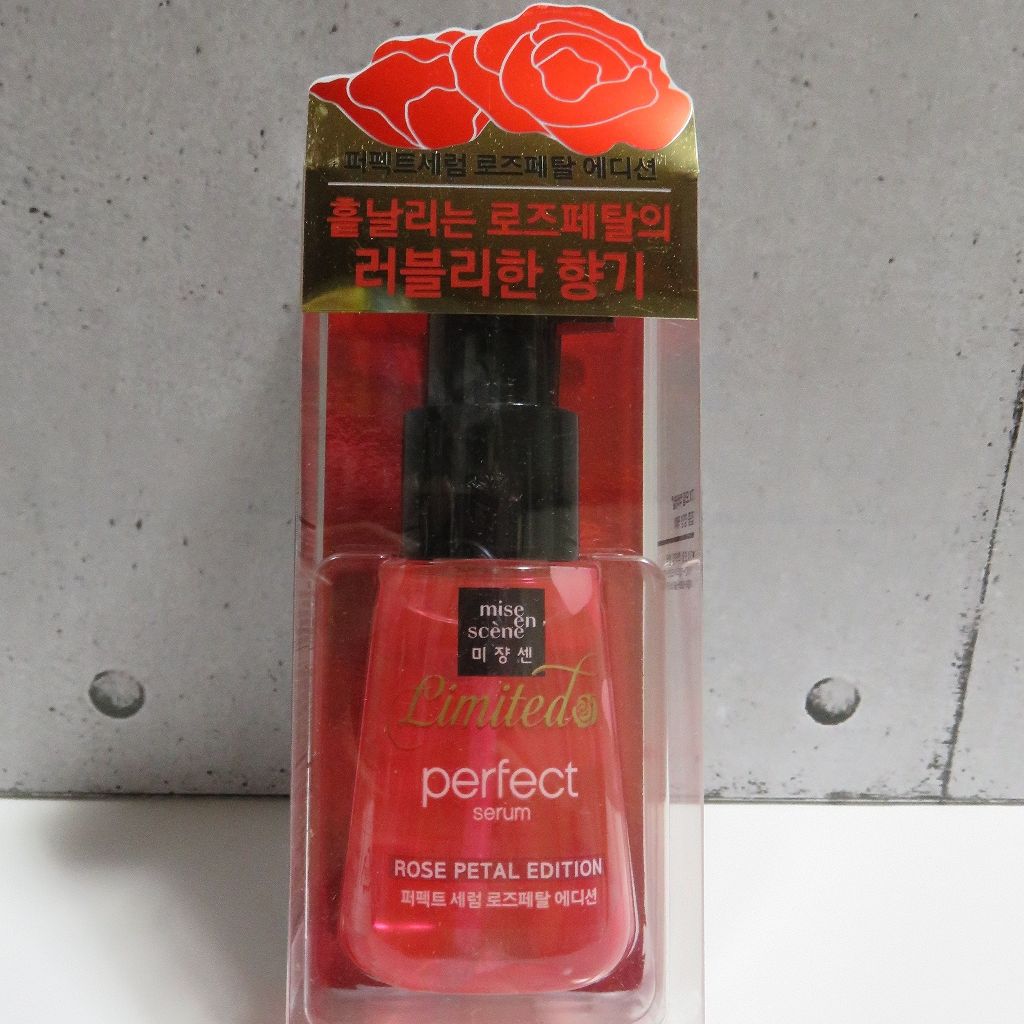 퍼펙트세럼 로즈페탈 에디션
흩날리는 로즈페탈의
러블리한 향기
mise
en
scène
미쟝센
Limited
perfect
serum
ROSE PETAL EDITION
퍼펙트 세럼 로즈페탈 에디션